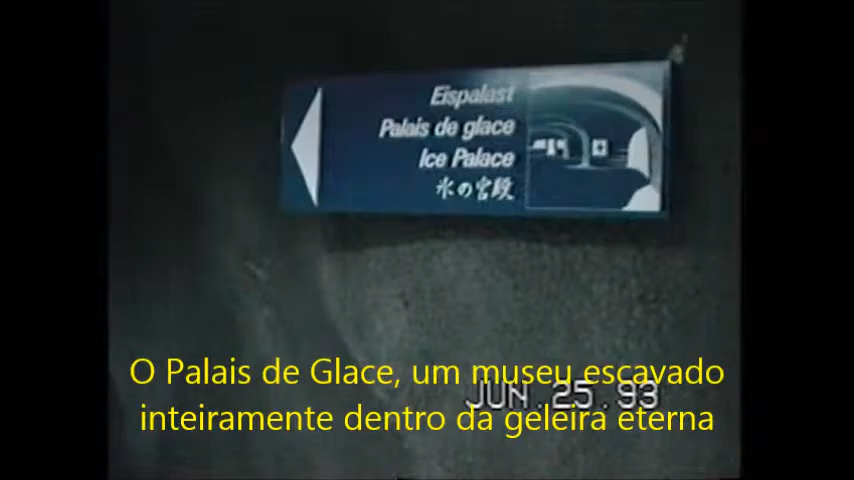 Eispalast
Palais de glace
Ice Palace
氷の宮殿
O Palais de Glace, um museu escavado
JUN. 25. 93
inteiramente dentro da geleira eterna